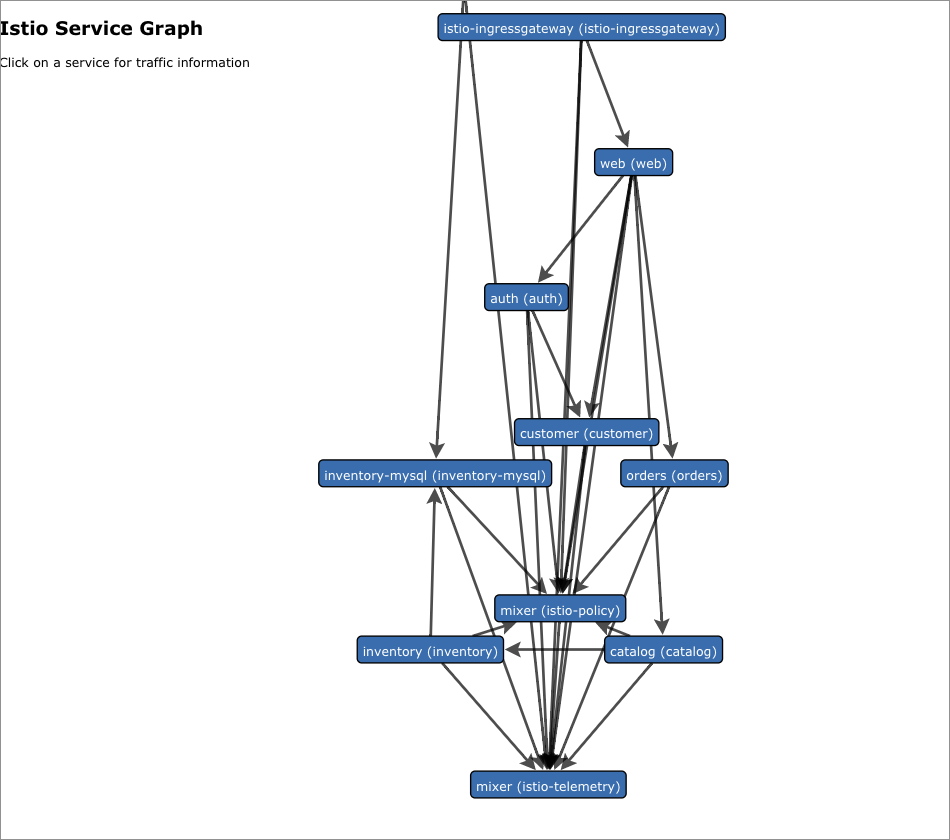 Istio Service Graph
Click on a service for traffic information
istio-ingressgateway (istio-ingressgateway)
web (web)
auth (auth)
customer (customer)
inventory-mysql (inventory-mysql)
orders (orders)
mixer (istio-policy)
inventory (inventory)
catalog (catalog)
mixer (istio-telemetry)